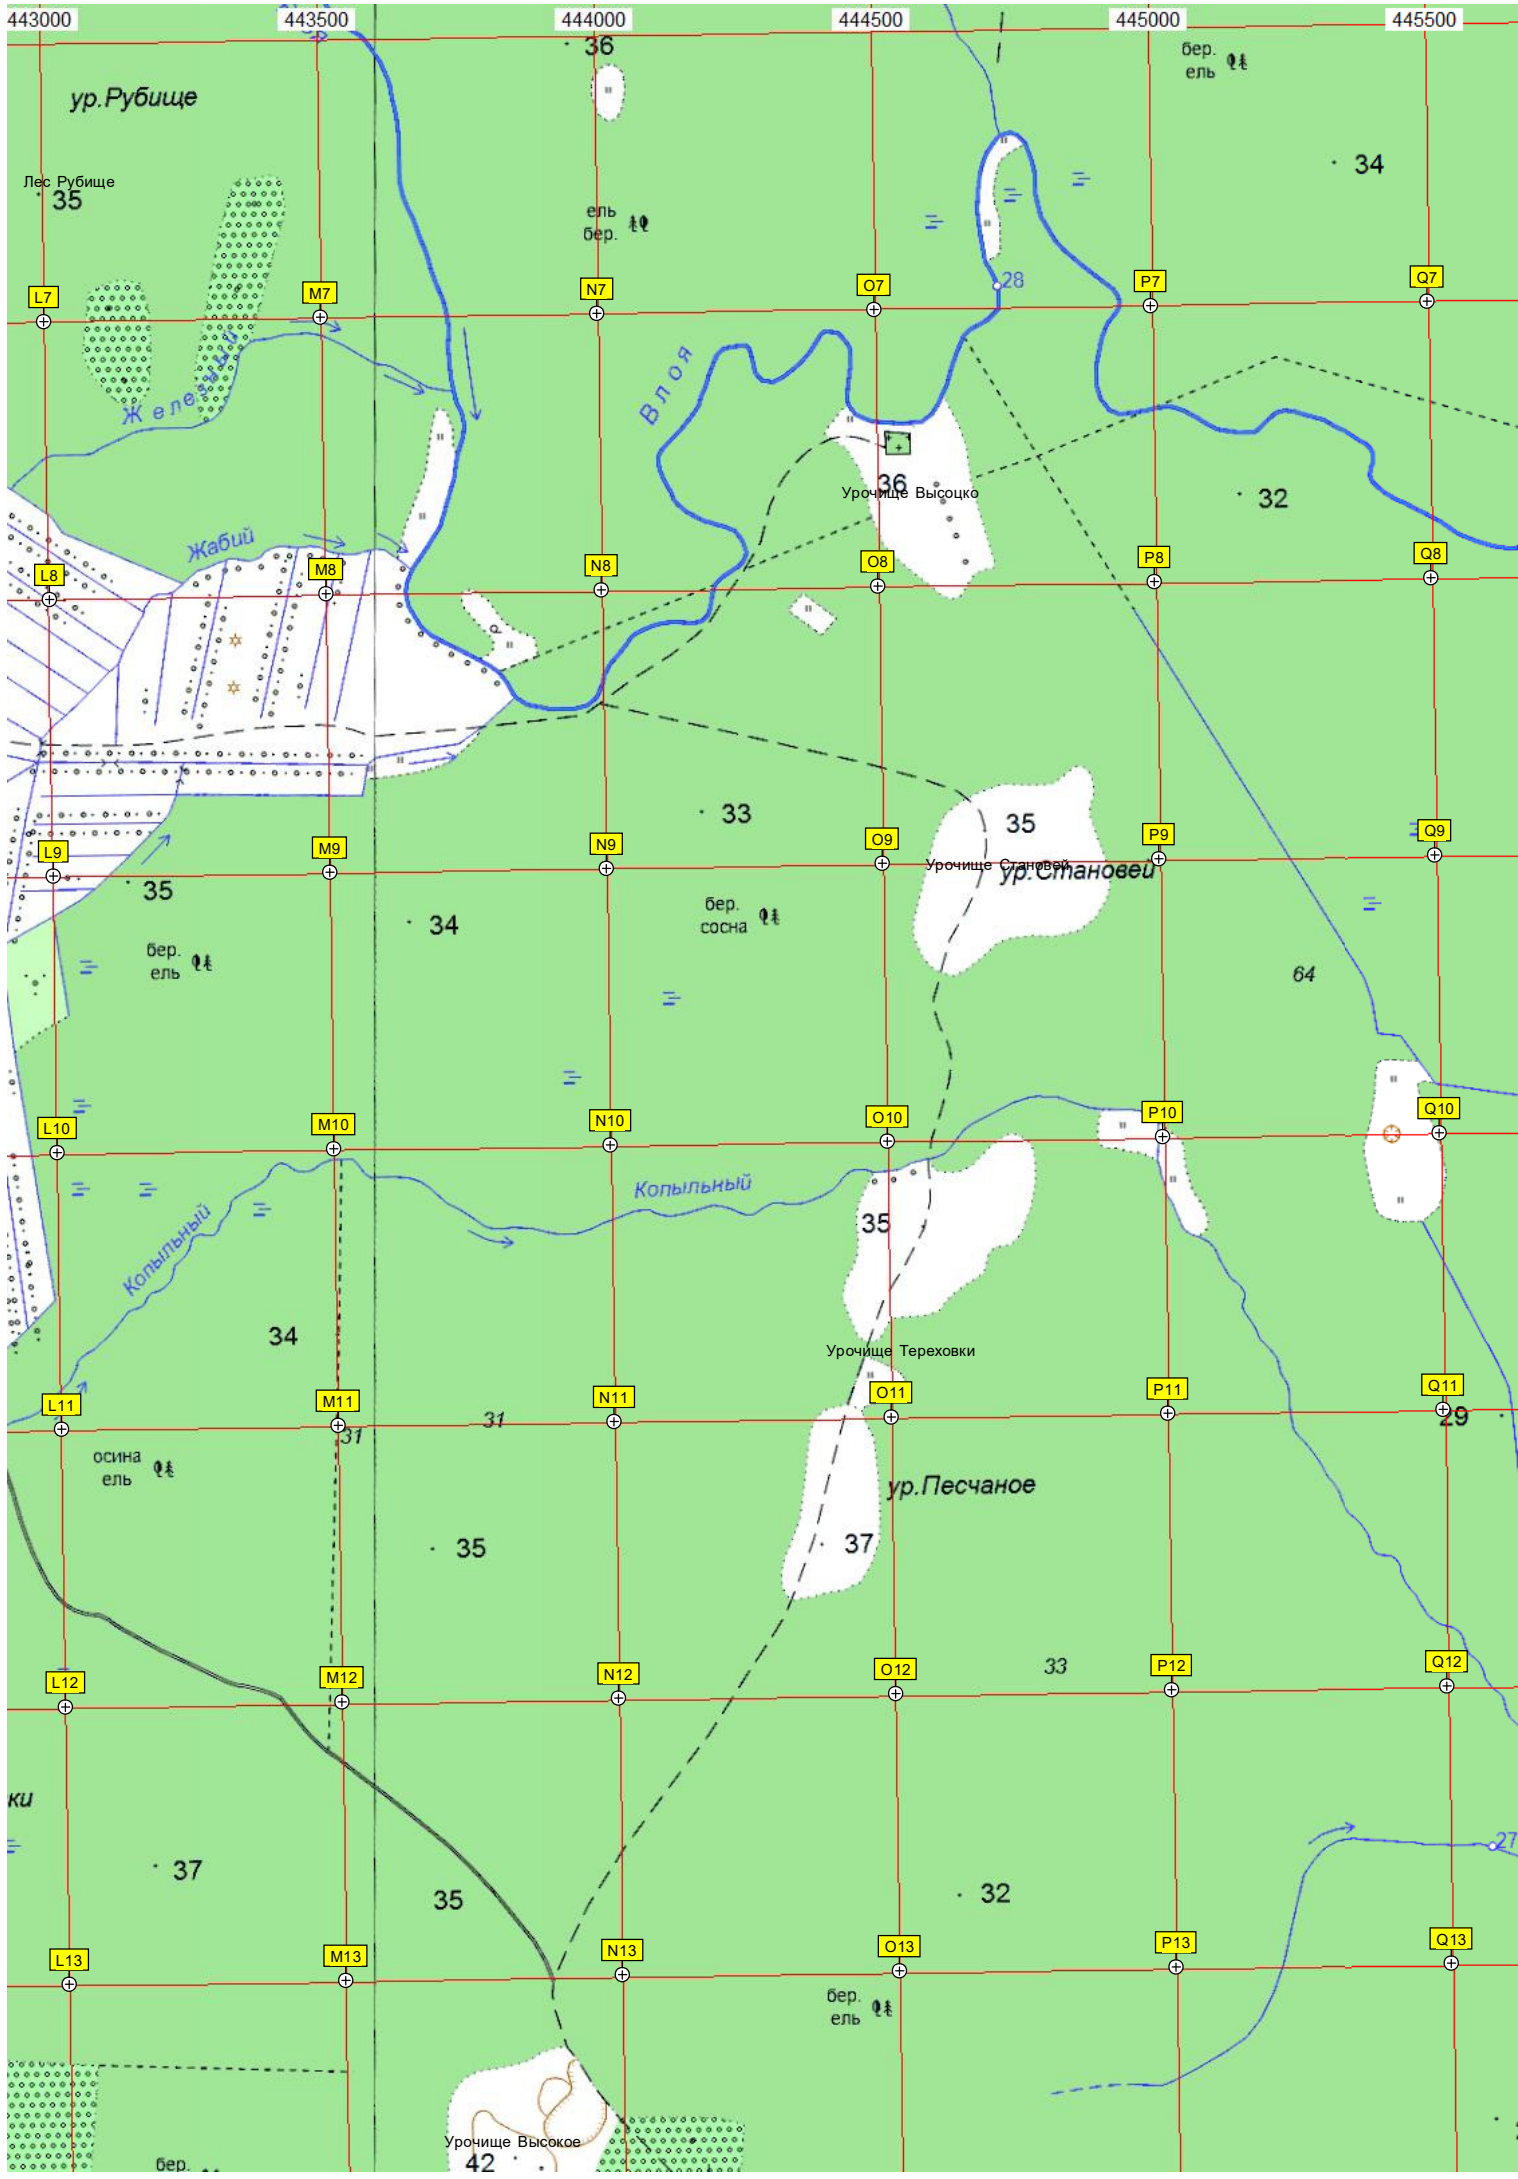 443000 443500 444000 444500 445000 445500
36
бер.
ель
ур.Рубище
34
Лес Рубище
35
ель
бер.
28
L7 M7 N7 O7 P7 Q7
Железный
Влоя
36
Урочище Высоцко
32
Жабий
L8 M8 N8 O8 P8 Q8
33
35
L9 M9 N9 O9 P9 Q9
Урочище Становей
ур.Становей
35
34
бер.
сосна
бер.
ель
64
L10 M10 N10 O10 P10 Q10
Копыльный
Копыльный
35
34
Урочище Тереховки
L11 M11 N11 O11 P11 Q11
31
31
29
осина
ель
ур.Песчаное
35
37
33
L12 M12 N12 O12 P12 Q12
ки
27
37
35
32
L13 M13 N13 O13 P13 Q13
бер.
ель
Урочище Высокое
42
бер.